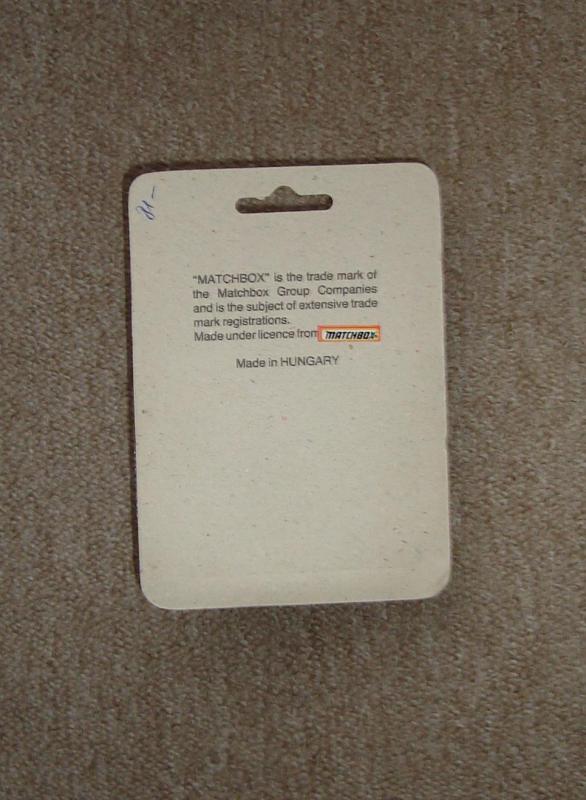 "MATCHBOX" is the trade mark of
the Matchbox Group Companies
and is the subject of extensive trade
mark registrations.
Made under licence from MATCHBOX
Made in HUNGARY